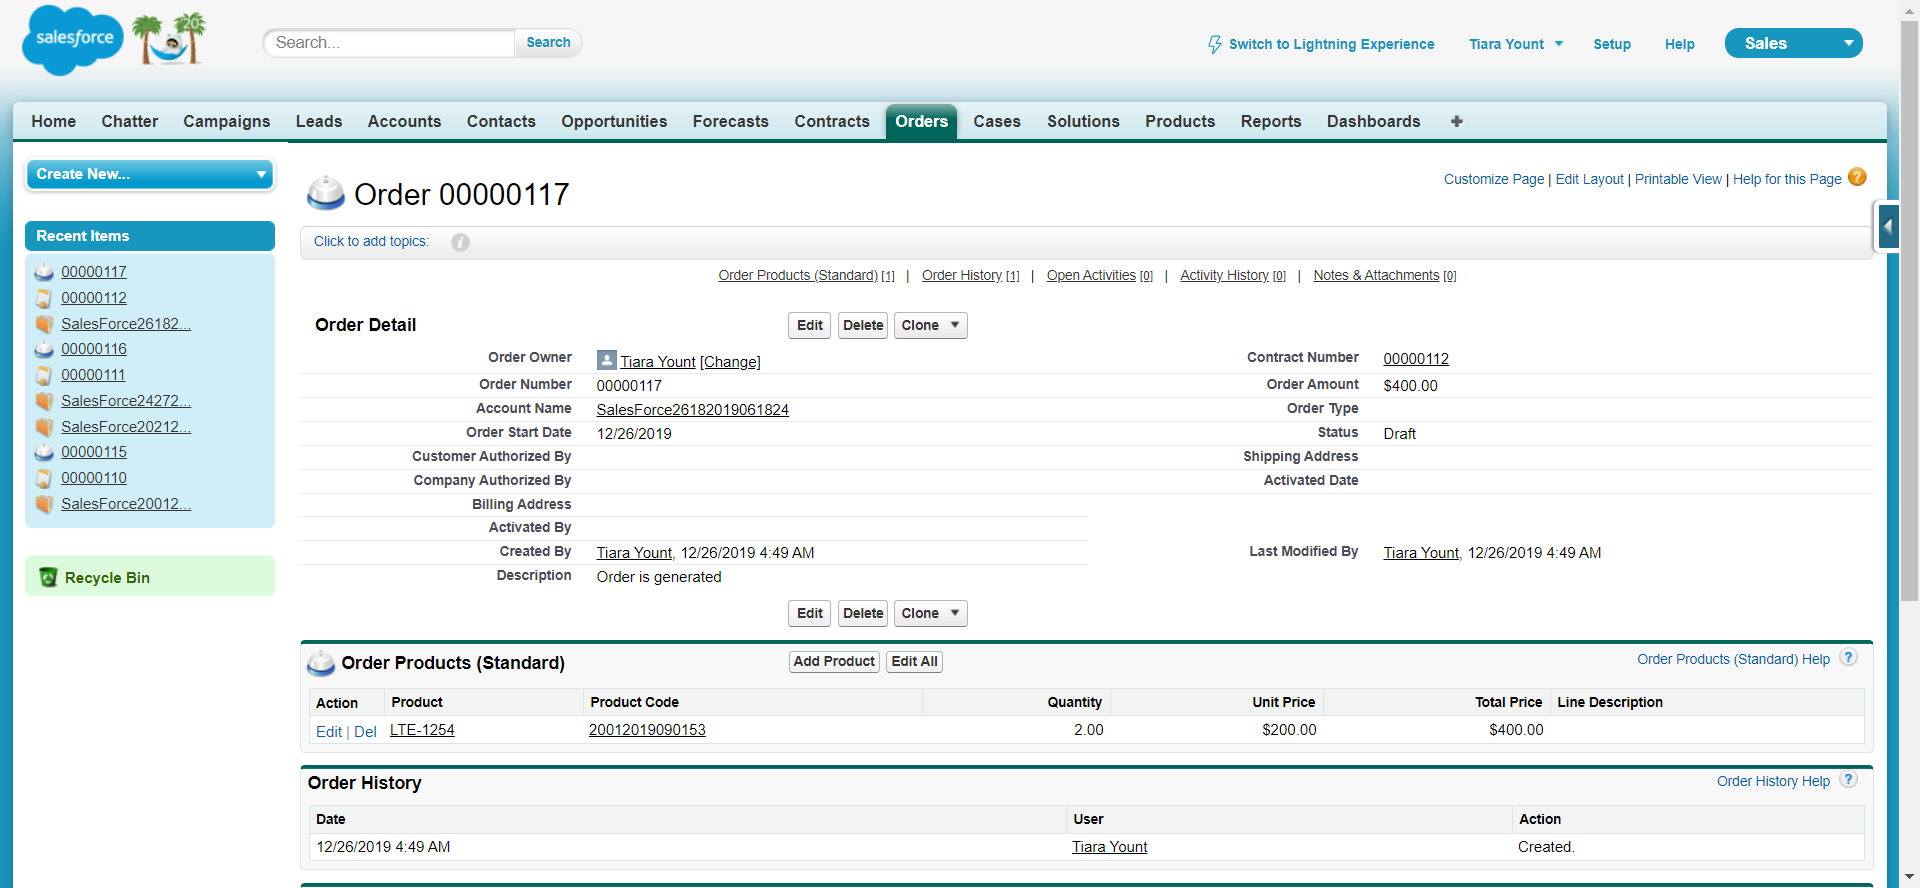 salesforce
20
Search...
Search
Switch to Lightning Experience
Tiara Yount
Setup
Help
Sales
Home
Chatter
Campaigns
Leads
Accounts
Contacts
Opportunities
Forecasts
Contracts
Orders
Cases
Solutions
Products
Reports
Dashboards
+
Create New...
Recent Items
00000117
00000112
SalesForce26182...
00000116
00000111
SalesForce24272...
SalesForce20212...
00000115
00000110
SalesForce20012...
Recycle Bin
Order 00000117
Customize Page | Edit Layout | Printable View | Help for this Page ?
Click to add topics: i
Order Products (Standard) [1] | Order History [1] | Open Activities [0] | Activity History [0] | Notes & Attachments [0]
Order Detail
Edit
Delete
Clone
Order Owner Tiara Yount [Change]
Contract Number 00000112
Order Number 00000117
Order Amount $400.00
Account Name SalesForce26182019061824
Order Type
Order Start Date 12/26/2019
Status Draft
Customer Authorized By
Shipping Address
Company Authorized By
Activated Date
Billing Address
Activated By
Created By Tiara Yount, 12/26/2019 4:49 AM
Last Modified By Tiara Yount, 12/26/2019 4:49 AM
Description Order is generated
Edit
Delete
Clone
Order Products (Standard)
Add Product
Edit All
Order Products (Standard) Help ?
Action Product Product Code Quantity Unit Price Total Price Line Description
Edit | Del LTE-1254 20012019090153 2.00 $200.00 $400.00
Order History
Order History Help ?
Date User Action
12/26/2019 4:49 AM Tiara Yount Created.